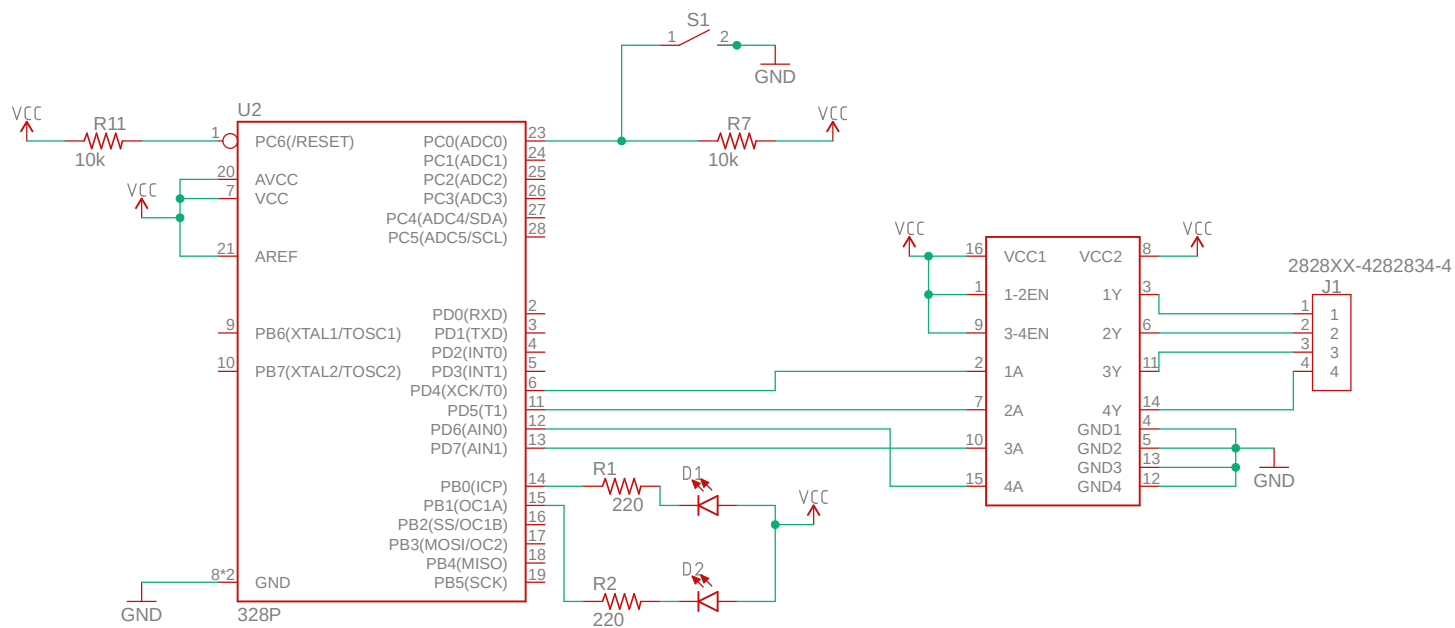 S1
1 2
GND
U2
VCC
R11
10k
1 PC6(/RESET)
20 AVCC
7 VCC
VCC
21 AREF
9 PB6(XTAL1/TOSC1)
10 PB7(XTAL2/TOSC2)
8*2 GND
GND
328P
PC0(ADC0) 23
PC1(ADC1) 24
PC2(ADC2) 25
PC3(ADC3) 26
PC4(ADC4/SDA) 27
PC5(ADC5/SCL) 28
PD0(RXD) 2
PD1(TXD) 3
PD2(INT0) 4
PD3(INT1) 5
PD4(XCK/T0) 6
PD5(T1) 11
PD6(AIN0) 12
PD7(AIN1) 13
PB0(ICP) 14
PB1(OC1A) 15
PB2(SS/OC1B) 16
PB3(MOSI/OC2) 17
PB4(MISO) 18
PB5(SCK) 19
R7
10k
VCC
R1
220
D1
VCC
R2
220
D2
VCC
16 VCC1 VCC2 8
VCC
1 1-2EN 1Y 3
9 3-4EN 2Y 6
2 1A 3Y 11
7 2A 4Y 14
GND1 4
10 3A GND2 5
GND3 13
15 4A GND4 12
GND
2828XX-4282834-4
J1
1 1
2 2
3 3
4 4